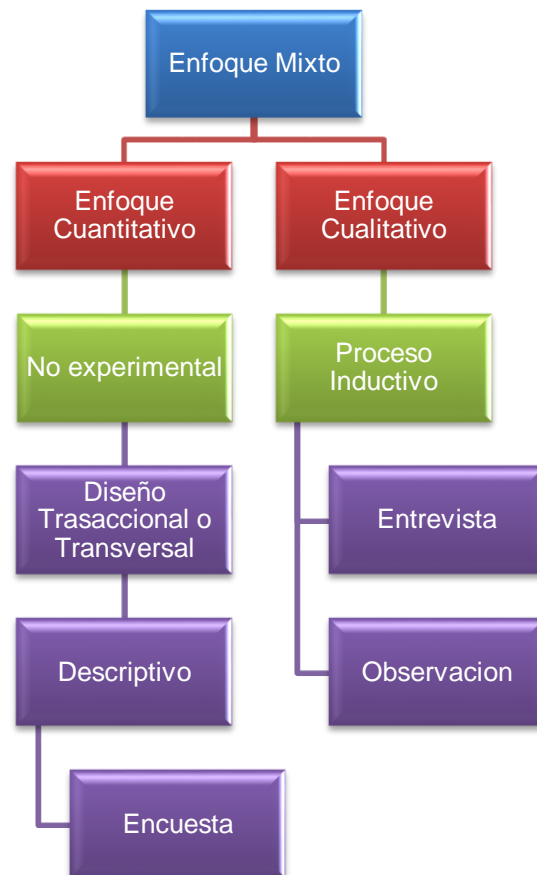 Enfoque Mixto
Enfoque
Cuantitativo
Enfoque
Cualitativo
No experimental
Proceso
Inductivo
Diseño
Trasaccional o
Transversal
Entrevista
Descriptivo
Observacion
Encuesta